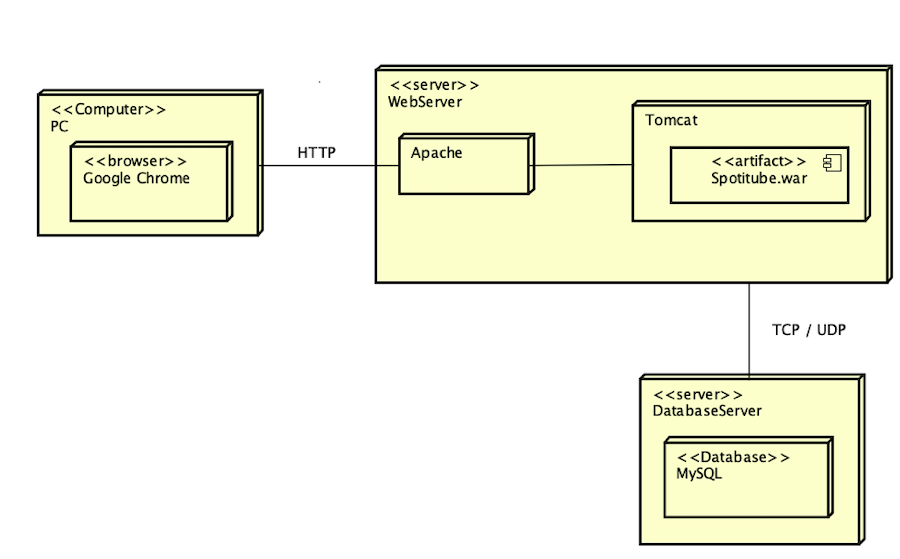 <<Computer>>
PC
<<browser>>
Google Chrome
HTTP
<<server>>
WebServer
Apache
Tomcat
<<artifact>>
Spotitube.war
TCP / UDP
<<server>>
DatabaseServer
<<Database>>
MySQL